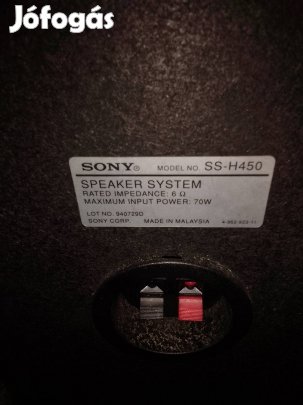 Jófogás
SONY® MODEL NO. SS-H450
SPEAKER SYSTEM
RATED IMPEDANCE: 6 Ω
MAXIMUM INPUT POWER: 70W
LOT NO. 940729D
SONY CORP. MADE IN MALAYSIA